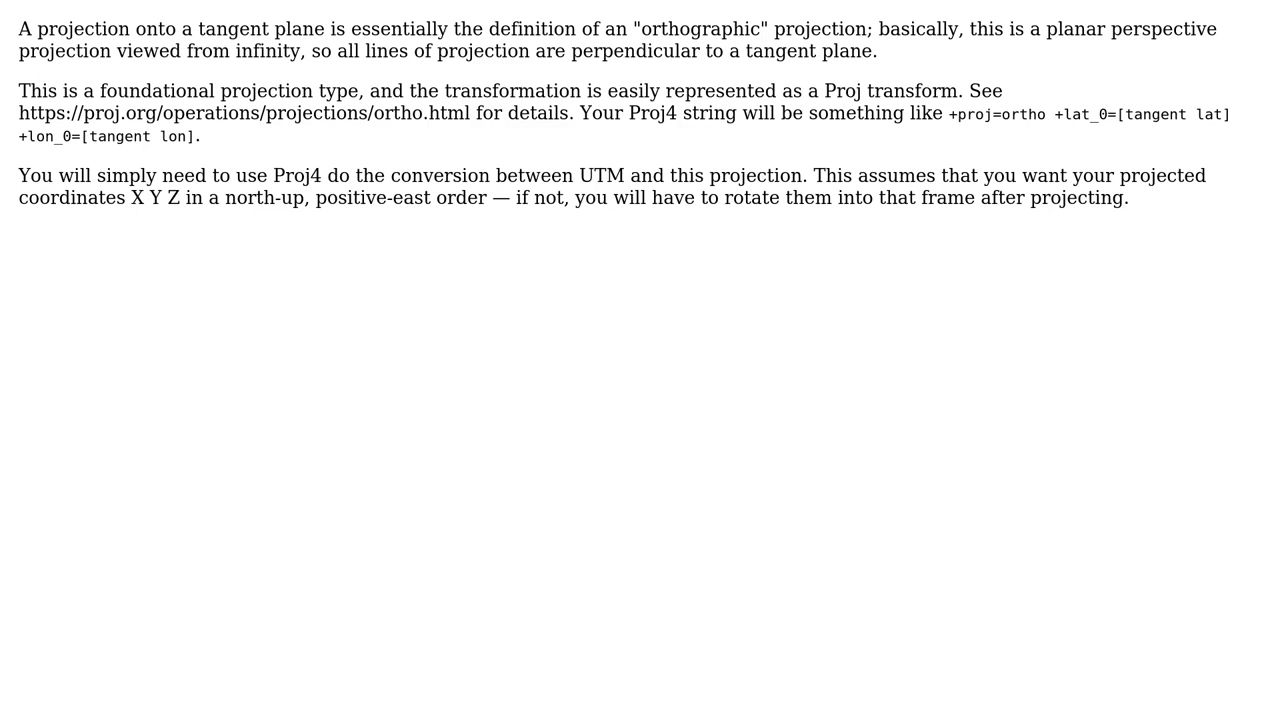 A projection onto a tangent plane is essentially the definition of an "orthographic" projection; basically, this is a planar perspective
projection viewed from infinity, so all lines of projection are perpendicular to a tangent plane.
This is a foundational projection type, and the transformation is easily represented as a Proj transform. See
https://proj.org/operations/projections/ortho.html for details. Your Proj4 string will be something like +proj=ortho +lat_0=[tangent lat]
+lon_0=[tangent lon].
You will simply need to use Proj4 do the conversion between UTM and this projection. This assumes that you want your projected
coordinates X Y Z in a north-up, positive-east order — if not, you will have to rotate them into that frame after projecting.